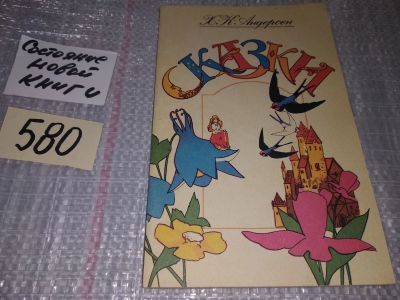 Состояние
новой
книги
580
Х.К. Андерсен
СКАЗКИ